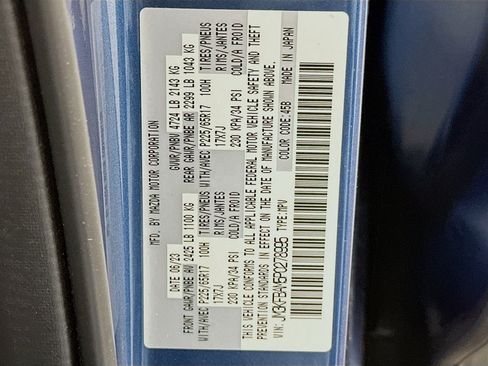 MFD. BY MAZDA MOTOR CORPORATION
DATE 06/23 GVWR/PNBV 4724 LB 2143 KG
FRONT GAWR/PNBE AV 2425 LB 1100 KG REAR GAWR/PNBE AR 2299 LB 1043 KG
WITH/AVEC P225/65R17 100H TIRES/PNEUS WITH/AVEC P225/65R17 100H TIRES/PNEUS
17X7J RIMS/JANTES 17X7J RIMS/JANTES
230 KPA/34 PSI COLD/A FROID 230 KPA/34 PSI COLD/A FROID
THIS VEHICLE CONFORMS TO ALL APPLICABLE FEDERAL MOTOR VEHICLE SAFETY AND THEFT
PREVENTION STANDARDS IN EFFECT ON THE DATE OF MANUFACTURE SHOWN ABOVE.
VIN: JM3KFBAM5P0278995 TYPE:MPV COLOR CODE:45B MADE IN JAPAN